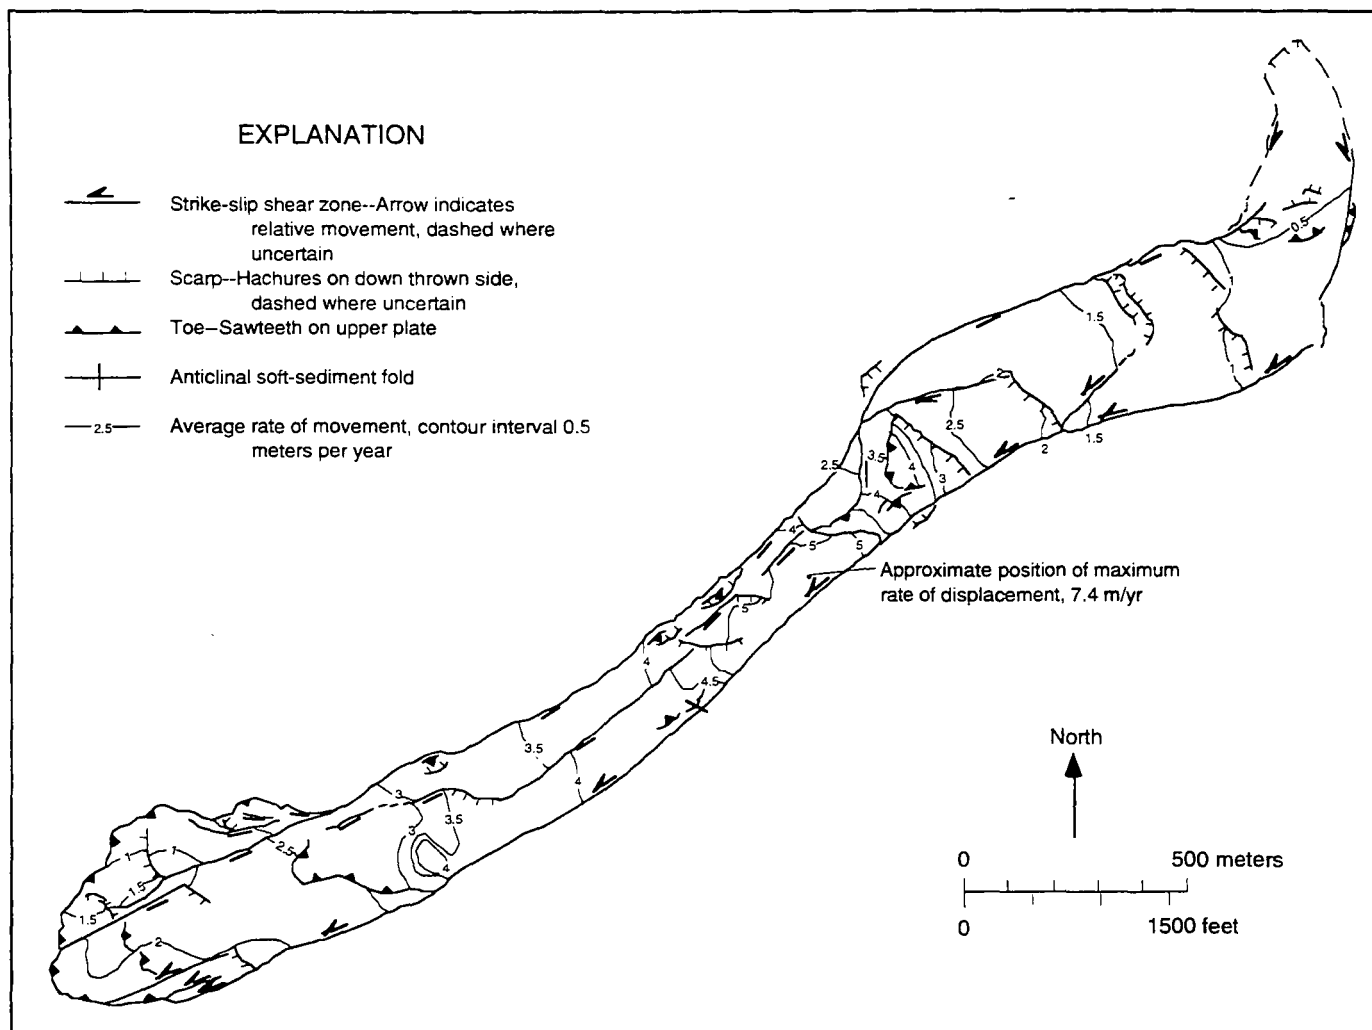 EXPLANATION
Strike-slip shear zone--Arrow indicates
relative movement, dashed where
uncertain
Scarp--Hachures on down thrown side,
dashed where uncertain
Toe--Sawteeth on upper plate
Anticlinal soft-sediment fold
2.5
Average rate of movement, contour interval 0.5
meters per year
0.5
1
1.5
1
2
2.5
1.5
2
3.5
4
3
2.5
4
4
5
5
Approximate position of maximum
rate of displacement, 7.4 m/yr
5
4
4.5
3.5
4
3
3.5
3
4
2.5
1
1
1.5
1.5
2
North
0
500 meters
0
1500 feet